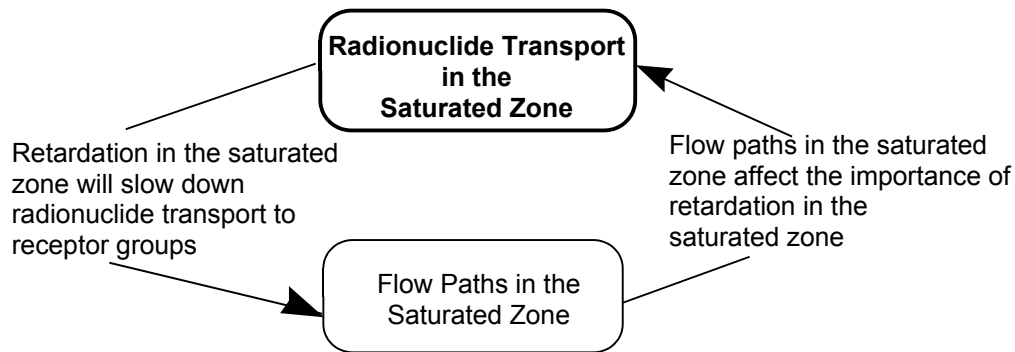 Radionuclide Transport
in the
Saturated Zone
Retardation in the saturated
zone will slow down
radionuclide transport to
receptor groups
Flow paths in the saturated
zone affect the importance of
retardation in the
saturated zone
Flow Paths in the
Saturated Zone